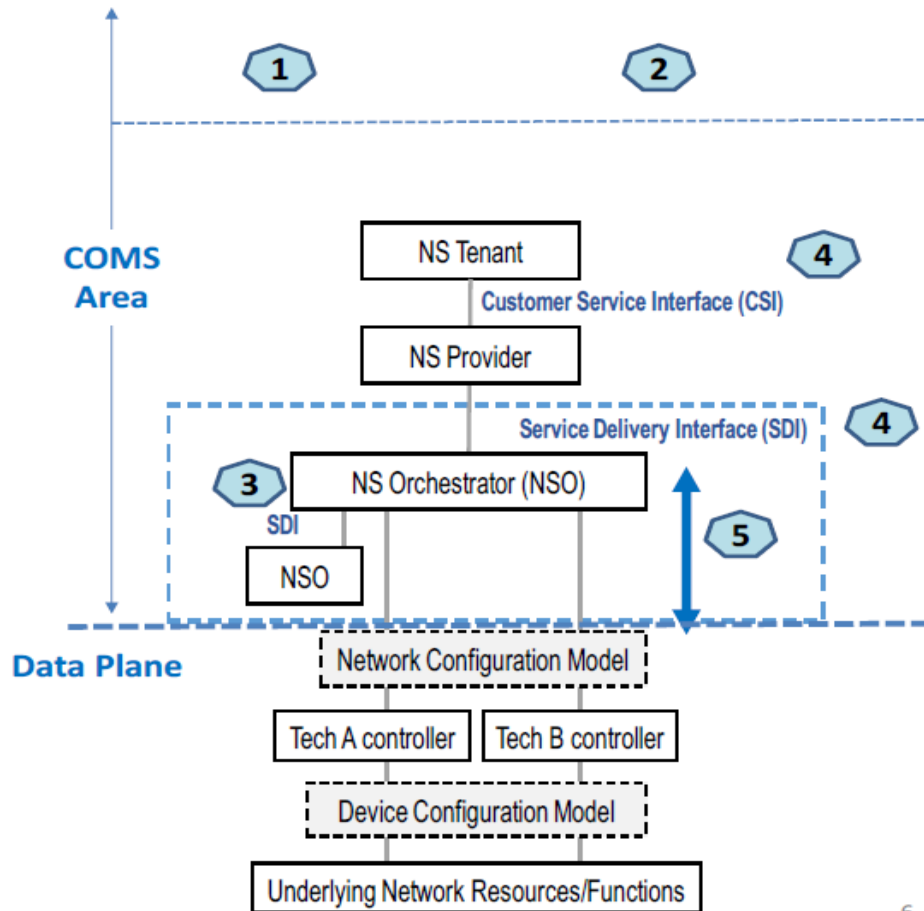 1
2
COMS
Area
NS Tenant
4
Customer Service Interface (CSI)
NS Provider
Service Delivery Interface (SDI)
4
3
NS Orchestrator (NSO)
SDI
5
NSO
Data Plane
Network Configuration Model
Tech A controller
Tech B controller
Device Configuration Model
Underlying Network Resources/Functions